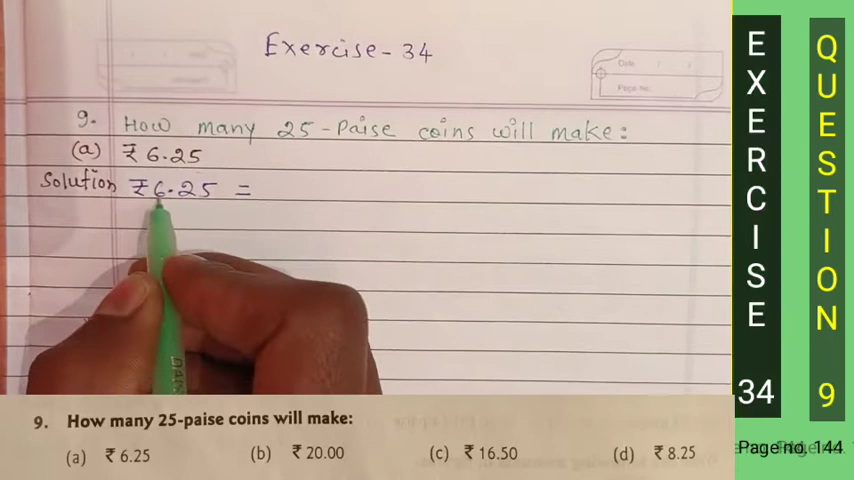 Exercise - 34
Date
Page No.
9. How many 25-Paise coins will make:
(a) ₹ 6.25
Solution ₹6.25 =
9. How many 25-paise coins will make:
(a) ₹ 6.25 (b) ₹ 20.00 (c) ₹ 16.50 (d) ₹ 8.25
EXERCISE 34
QUESTION 9
Page no. 144